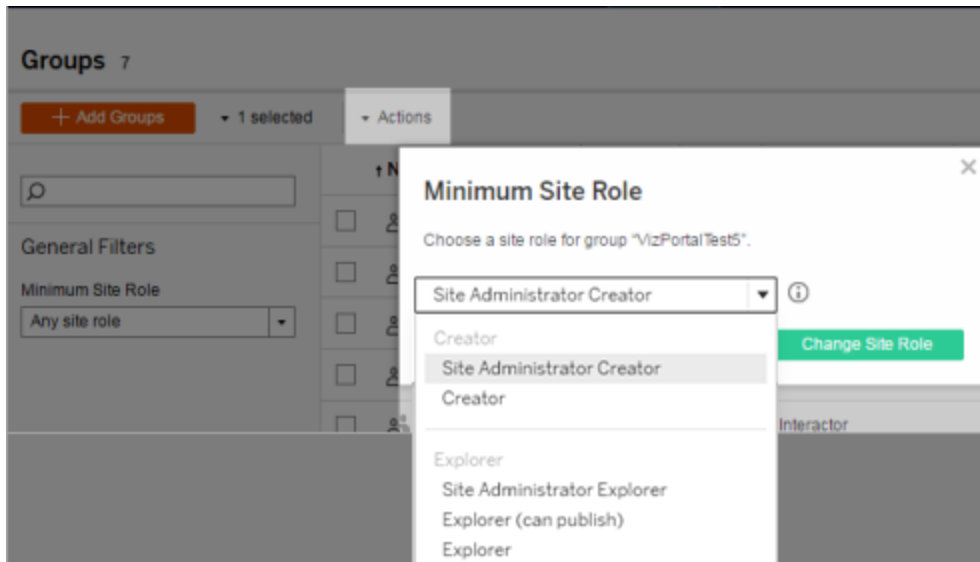 Groups 7
+ Add Groups
1 selected
Actions
↑ N
General Filters
Minimum Site Role
Any site role
Minimum Site Role
Choose a site role for group "VizPortalTest5".
Site Administrator Creator
Creator
Site Administrator Creator
Creator
Change Site Role
Interactor
Explorer
Site Administrator Explorer
Explorer (can publish)
Explorer